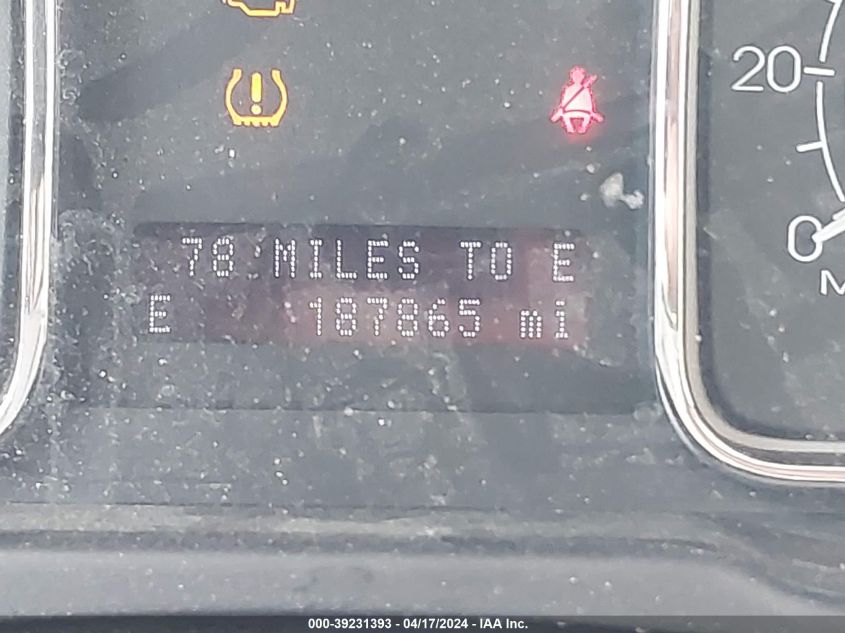 20
0
78 MILES TO E
E 187865 mi
000-39231393 / 04/17/2024 - IAA Inc.